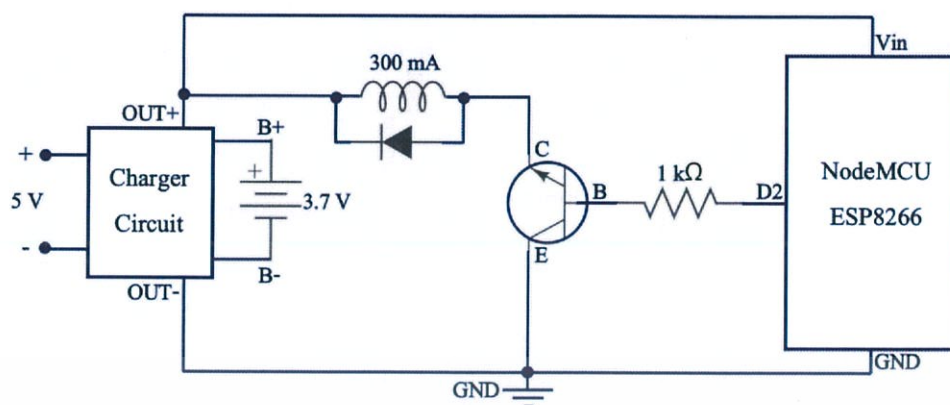 Vin
300 mA
OUT+
B+
+
+
C
1 kΩ
NodeMCU
Charger
5 V
3.7 V
B
D2
ESP8266
Circuit
-
E
B-
OUT-
GND
GND